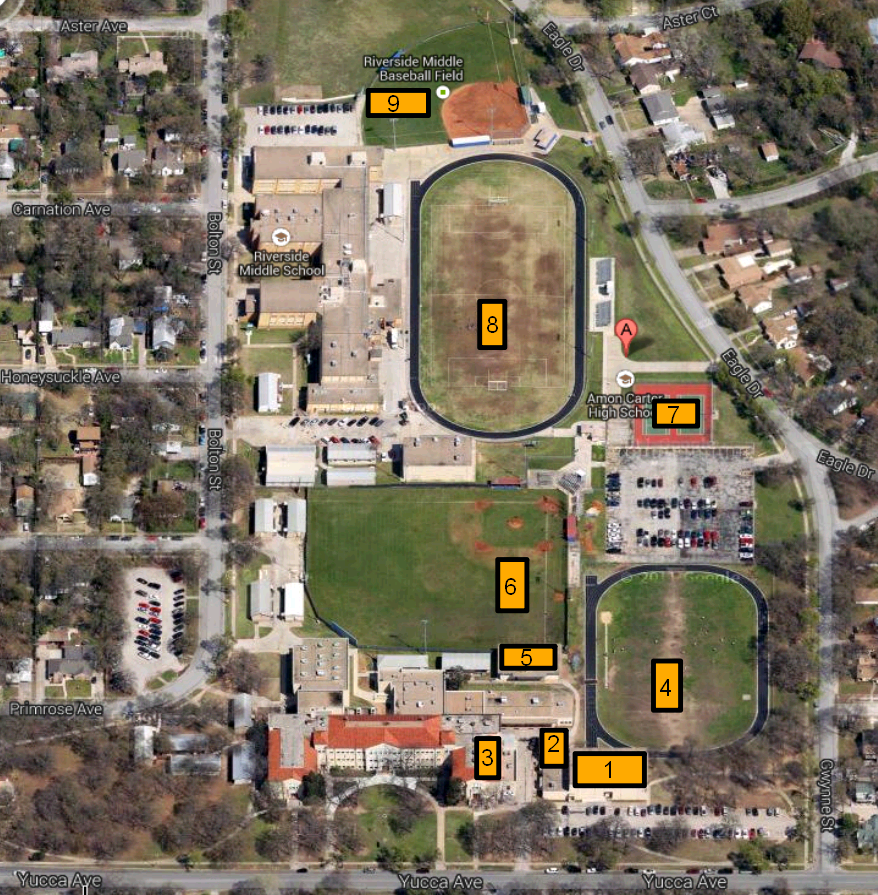 Aster Ave
Aster Ct
Eagle Dr
Bolton St
Riverside Middle
Baseball Field
9
Carnation Ave
Bolton St
Riverside
Middle School
8
A
Honeysuckle Ave
Eagle Dr
Amon Carter
High School
7
Bolton St
Eagle Dr
6
5
4
Primrose Ave
3
2
1
Gwynne St
Yucca Ave
Yucca Ave
Yucca Ave